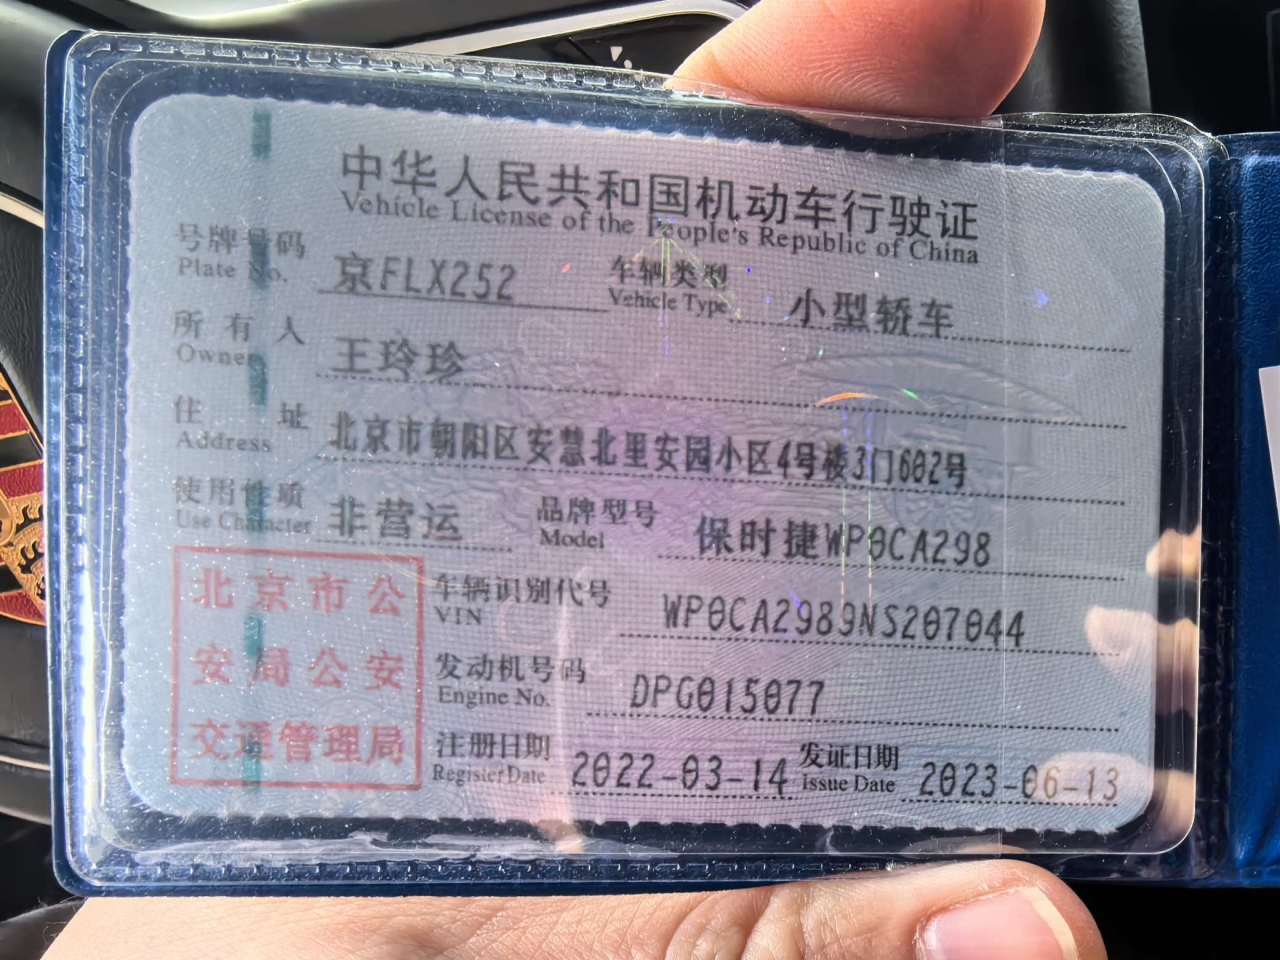 中华人民共和国机动车行驶证
Vehicle License of the People's Republic of China
号牌号码 京FLX252 车辆类型 小型轿车
Plate No. Vehicle Type
所有人 王玲珍
Owner
住址 北京市朝阳区安慧北里安园小区4号楼3门602号
Address
使用性质 非营运 品牌型号 保时捷WP0CA298
Use Character Model
北京市公
安局公安
交通管理局
车辆识别代号 WP0CA2989NS207044
VIN
发动机号码 DPG015077
Engine No.
注册日期 2022-03-14 发证日期 2023-06-13
Register Date Issue Date